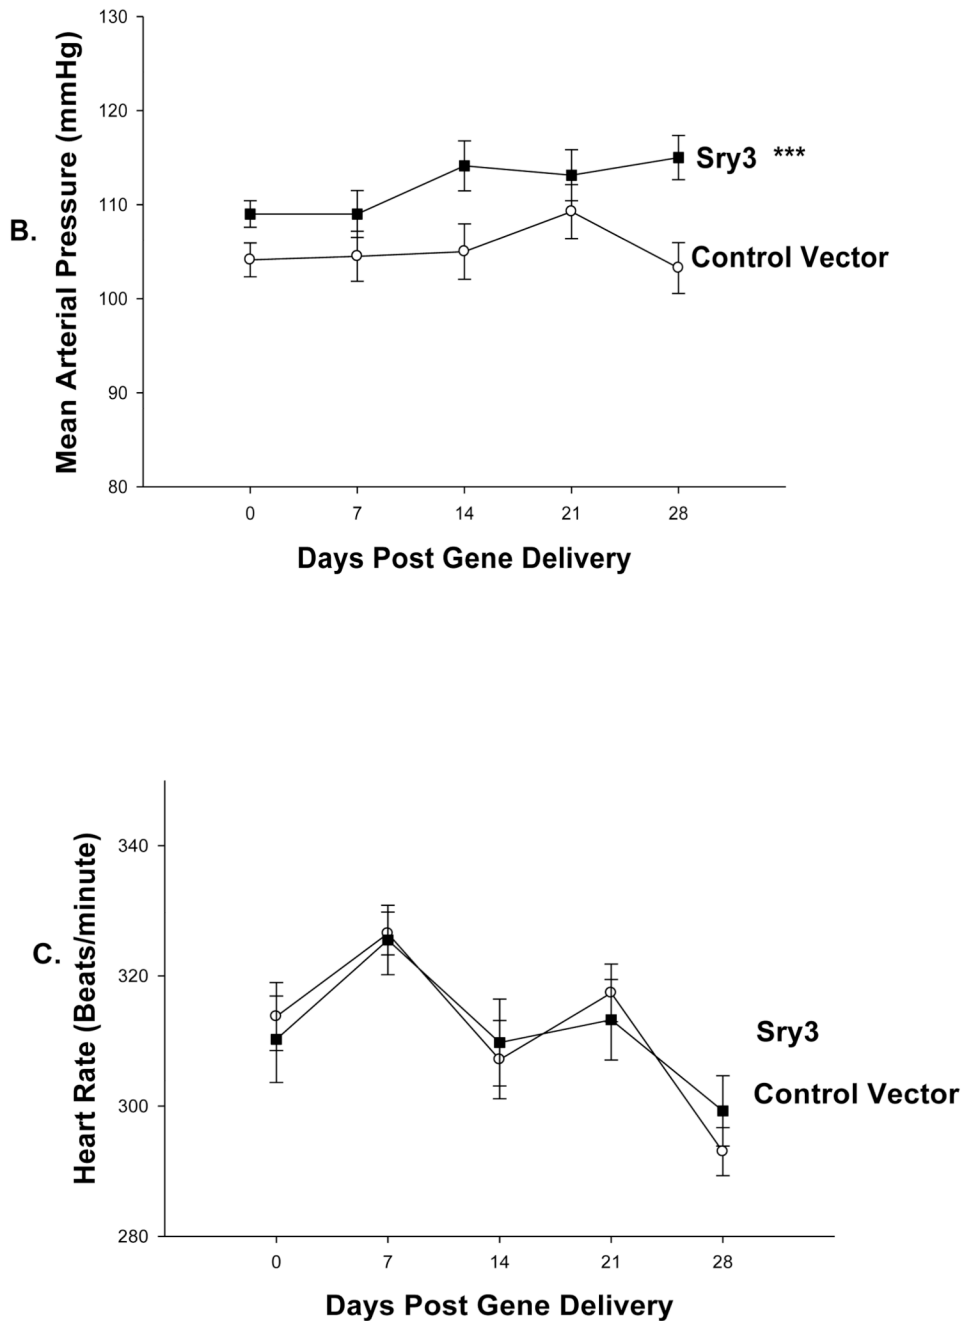 B.
Mean Arterial Pressure (mmHg)
130
120
110
100
90
80
Sry3 ***
Control Vector
0 7 14 21 28
Days Post Gene Delivery
C.
Heart Rate (Beats/minute)
340
320
300
280
Sry3
Control Vector
0 7 14 21 28
Days Post Gene Delivery